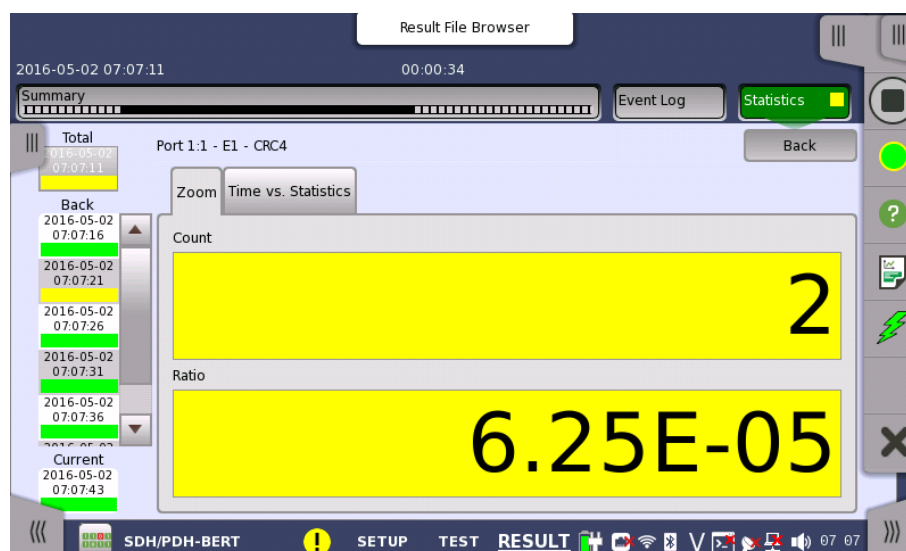 Result File Browser
2016-05-02 07:07:11
00:00:34
Summary
Event Log
Statistics
Total
2016-05-02
07:07:11
Port 1:1 - E1 - CRC4
Back
Back
2016-05-02
07:07:16
2016-05-02
07:07:21
2016-05-02
07:07:26
2016-05-02
07:07:31
2016-05-02
07:07:36
2016-05-02
Current
2016-05-02
07:07:43
Zoom
Time vs. Statistics
Count
2
Ratio
6.25E-05
SDH/PDH-BERT
SETUP
TEST
RESULT
07 07